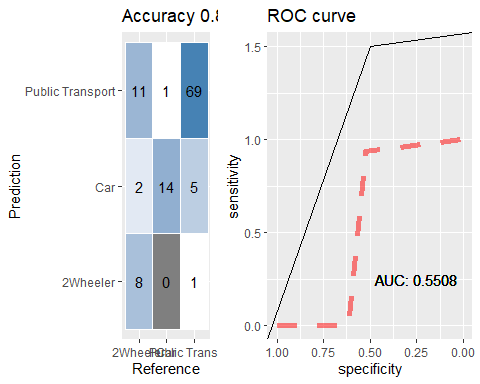 Accuracy 0.8
Prediction
Public Transport
Car
2Wheeler
11 1 69
2 14 5
8 0 1
Reference
ROC curve
sensitivity
1.5
1.0
0.5
0.0
AUC: 0.5508
1.00 0.75 0.50 0.25 0.00
specificity